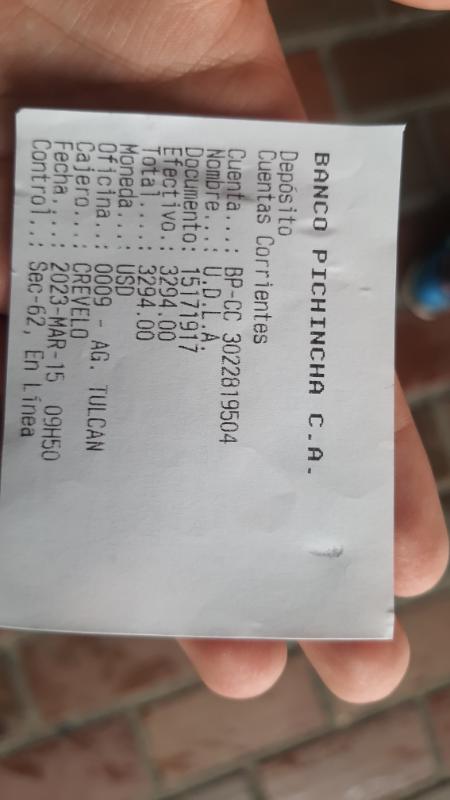 BANCO PICHINCHA C.A.
Depósito
Cuentas Corrientes
Cuenta...: BP-CC 3022819504
Nombre...: U.D.L.A.
Documento: 15171917
Efectivo.: 3294.00
Total....: 3294.00
Moneda...: USD
Oficina..: 0009 - AG. TULCAN
Cajero...: CREVELO
Fecha....: 2023-MAR-15 09H50
Control..: Sec-62, En Línea